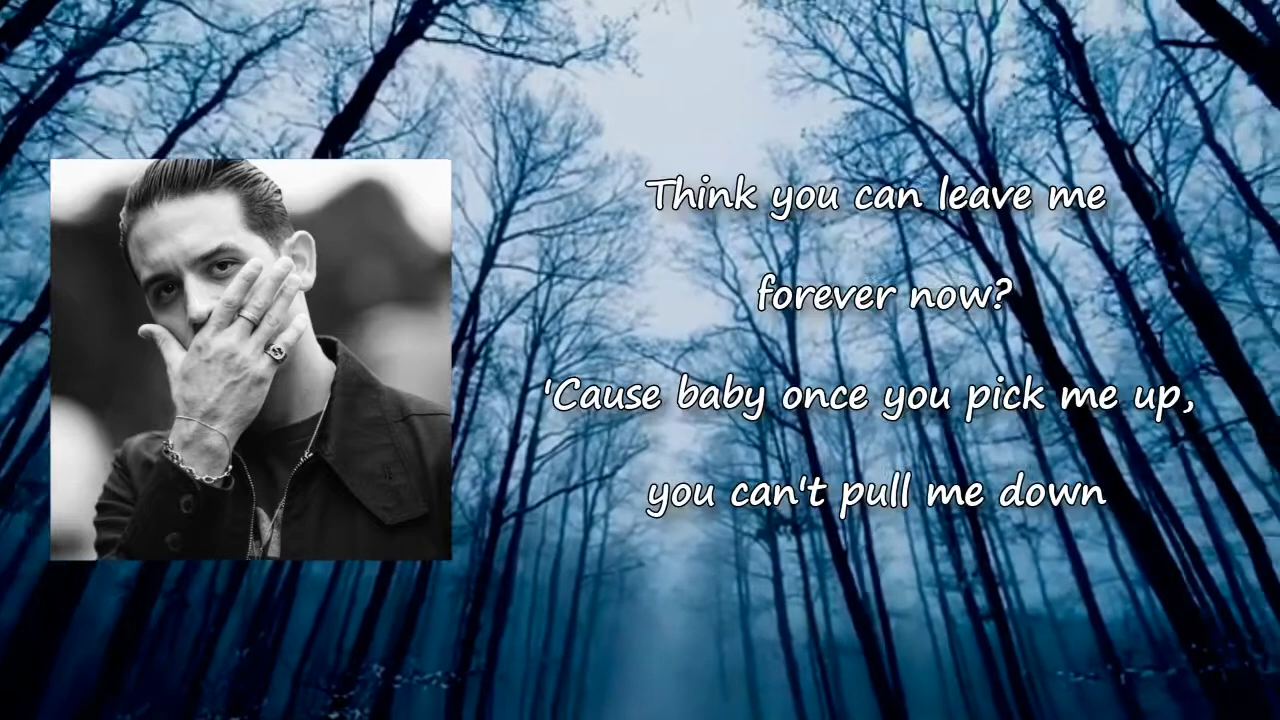 Think you can leave me
forever now?
'Cause baby once you pick me up,
you can't pull me down